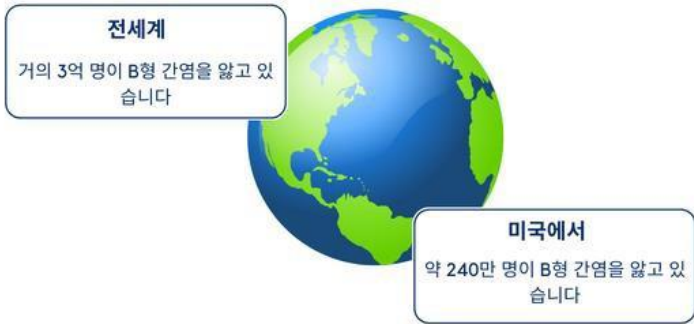 전세계
거의 3억 명이 B형 간염을 앓고 있
습니다
미국에서
약 240만 명이 B형 간염을 앓고 있
습니다